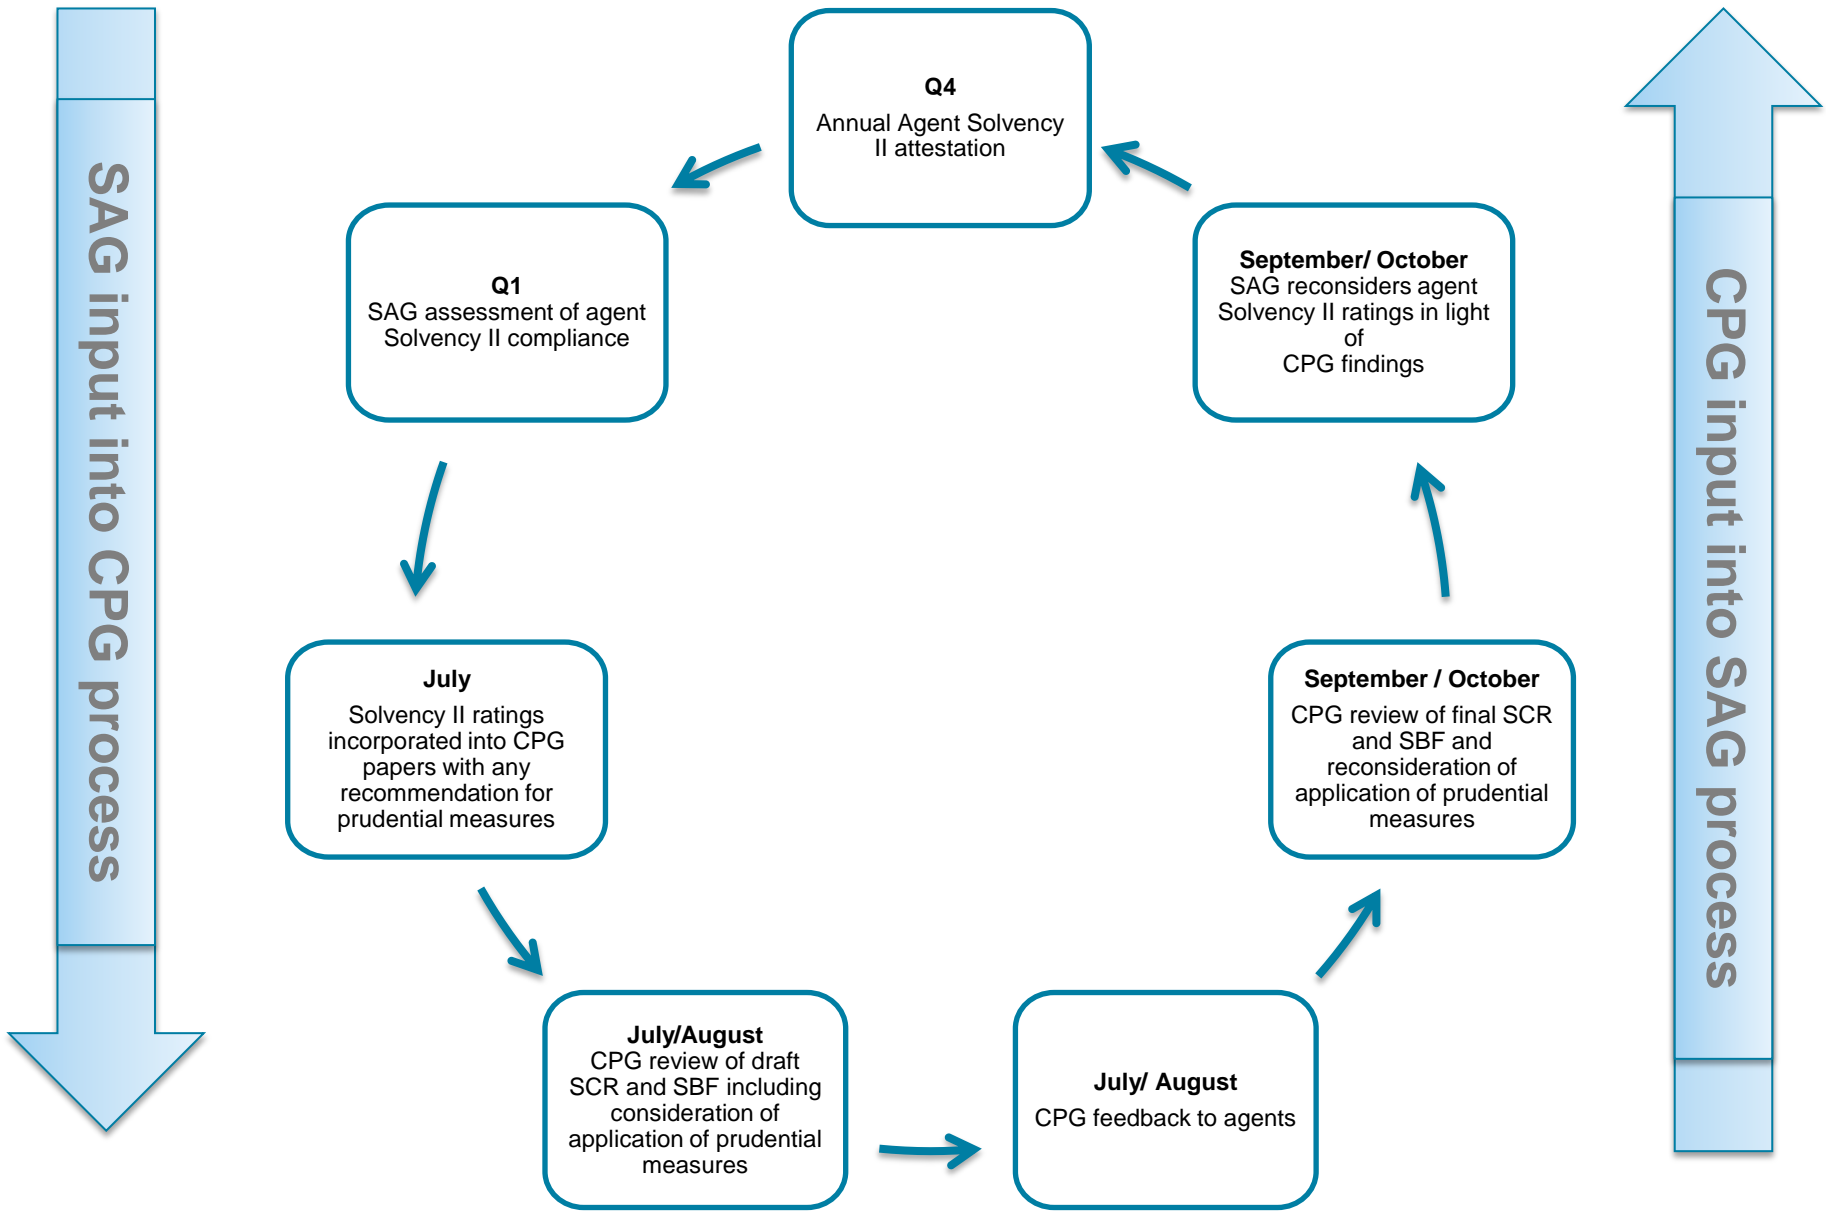 SAG input into CPG process
Q4
Annual Agent Solvency
II attestation
Q1
SAG assessment of agent
Solvency II compliance
July
Solvency II ratings
incorporated into CPG
papers with any
recommendation for
prudential measures
July/August
CPG review of draft
SCR and SBF including
consideration of
application of prudential
measures
July/ August
CPG feedback to agents
September / October
CPG review of final SCR
and SBF and
reconsideration of
application of prudential
measures
September/ October
SAG reconsiders agent
Solvency II ratings in light
of
CPG findings
CPG input into SAG process